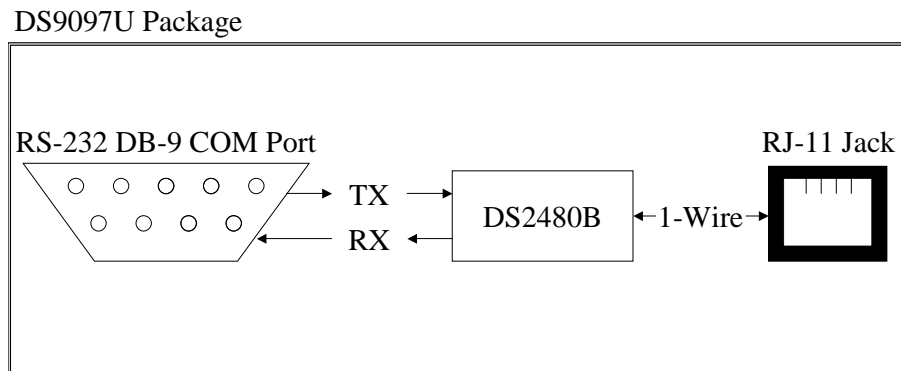 DS9097U Package
RS-232 DB-9 COM Port
RJ-11 Jack
TX
DS2480B
1-Wire
RX